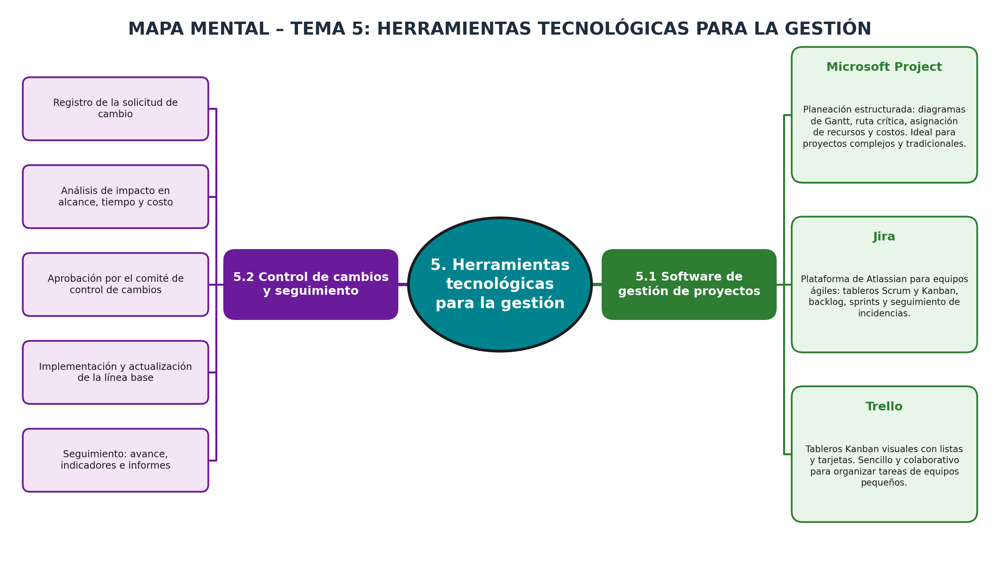 MAPA MENTAL – TEMA 5: HERRAMIENTAS TECNOLÓGICAS PARA LA GESTIÓN
Registro de la solicitud de
cambio
Análisis de impacto en
alcance, tiempo y costo
Aprobación por el comité de
control de cambios
Implementación y actualización
de la línea base
Seguimiento: avance,
indicadores e informes
5.2 Control de cambios
y seguimiento
5. Herramientas
tecnológicas
para la gestión
5.1 Software de
gestión de proyectos
Microsoft Project
Planeación estructurada: diagramas
de Gantt, ruta crítica, asignación
de recursos y costos. Ideal para
proyectos complejos y tradicionales.
Jira
Plataforma de Atlassian para equipos
ágiles: tableros Scrum y Kanban,
backlog, sprints y seguimiento de
incidencias.
Trello
Tableros Kanban visuales con listas
y tarjetas. Sencillo y colaborativo
para organizar tareas de equipos
pequeños.